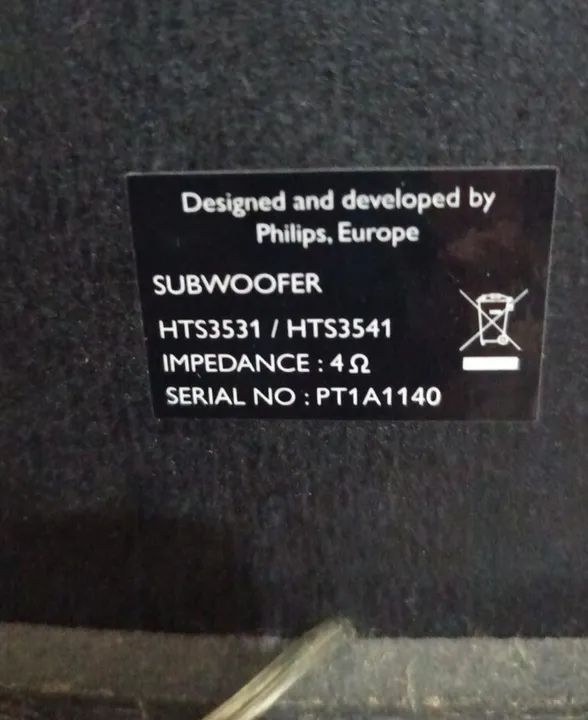 Designed and developed by
Philips, Europe
SUBWOOFER
HTS3531 / HTS3541
IMPEDANCE : 4 Ω
SERIAL NO : PT1A1140